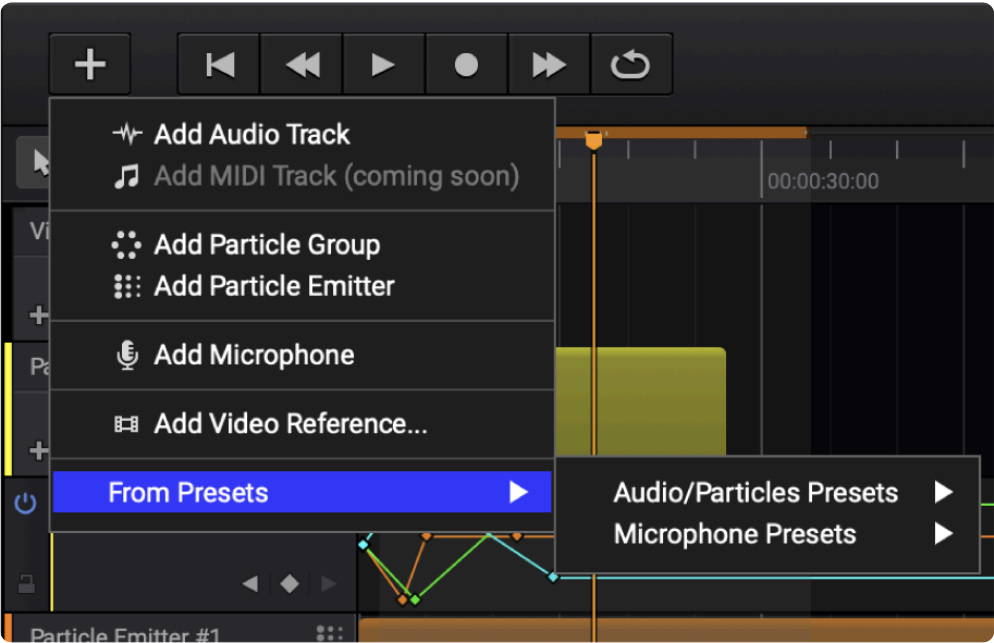 Add Audio Track
Add MIDI Track (coming soon)
00:00:30:00
Add Particle Group
Add Particle Emitter
Add Microphone
Add Video Reference...
From Presets
Audio/Particles Presets
Microphone Presets
Particle Emitter #1